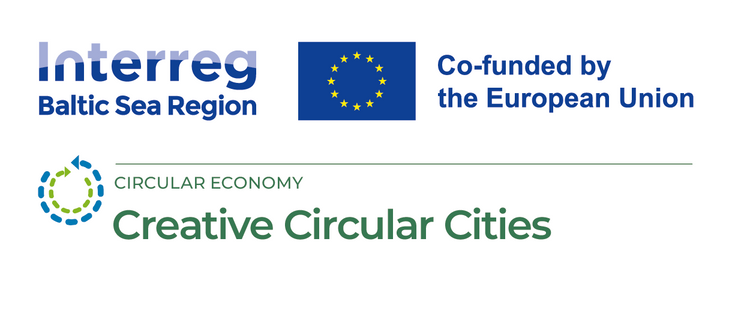 Interreg
Baltic Sea Region
Co-funded by
the European Union
CIRCULAR ECONOMY
Creative Circular Cities